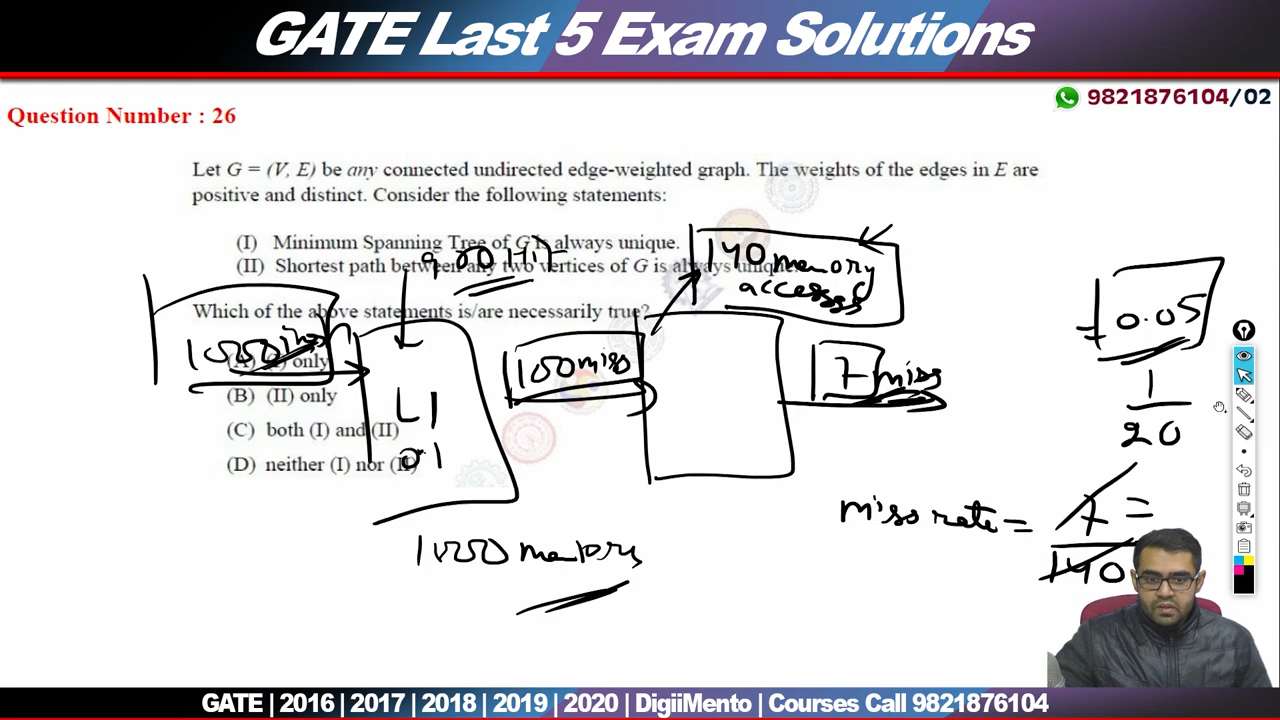 GATE Last 5 Exam Solutions
9821876104/02
Question Number : 26
Let G = (V, E) be any connected undirected edge-weighted graph. The weights of the edges in E are
positive and distinct. Consider the following statements:
(I) Minimum Spanning Tree of G is always unique.
(II) Shortest path between any two vertices of G is always unique.
Which of the above statements is/are necessarily true?
(A) (I) only
(B) (II) only
(C) both (I) and (II)
(D) neither (I) nor (II)
900 Hit
140 memory
accesses
1000
100 miss
7 miss
L1
0.1
0.05
1
20
miss rate = 7 =
140
1000
GATE | 2016 | 2017 | 2018 | 2019 | 2020 | DigiiMento | Courses Call 9821876104